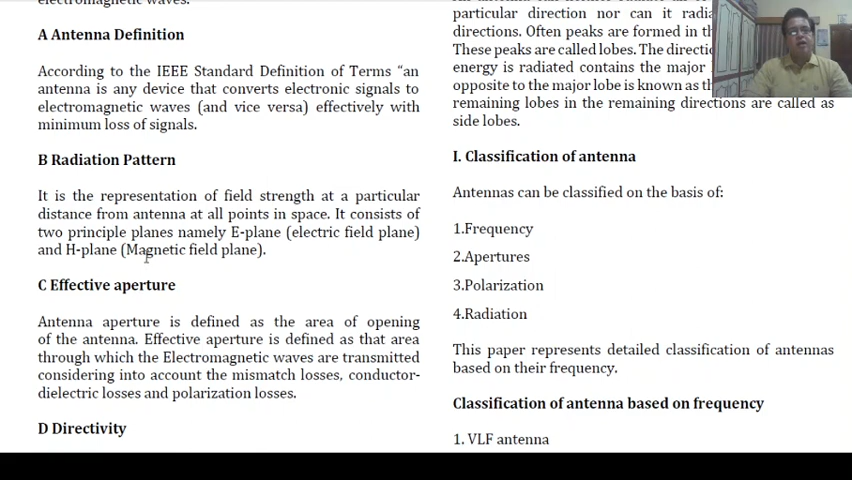 electromagnetic waves.
A Antenna Definition
According to the IEEE Standard Definition of Terms “an
antenna is any device that converts electronic signals to
electromagnetic waves (and vice versa) effectively with
minimum loss of signals.
B Radiation Pattern
It is the representation of field strength at a particular
distance from antenna at all points in space. It consists of
two principle planes namely E-plane (electric field plane)
and H-plane (Magnetic field plane).
C Effective aperture
Antenna aperture is defined as the area of opening
of the antenna. Effective aperture is defined as that area
through which the Electromagnetic waves are transmitted
considering into account the mismatch losses, conductor-
dielectric losses and polarization losses.
D Directivity
particular direction nor can it
directions. Often peaks are formed in
These peaks are called lobes. The
energy is radiated contains the major
opposite to the major lobe is known as
remaining lobes in the remaining directions are called as
side lobes.
I. Classification of antenna
Antennas can be classified on the basis of:
1.Frequency
2.Apertures
3.Polarization
4.Radiation
This paper represents detailed classification of antennas
based on their frequency.
Classification of antenna based on frequency
1. VLF antenna